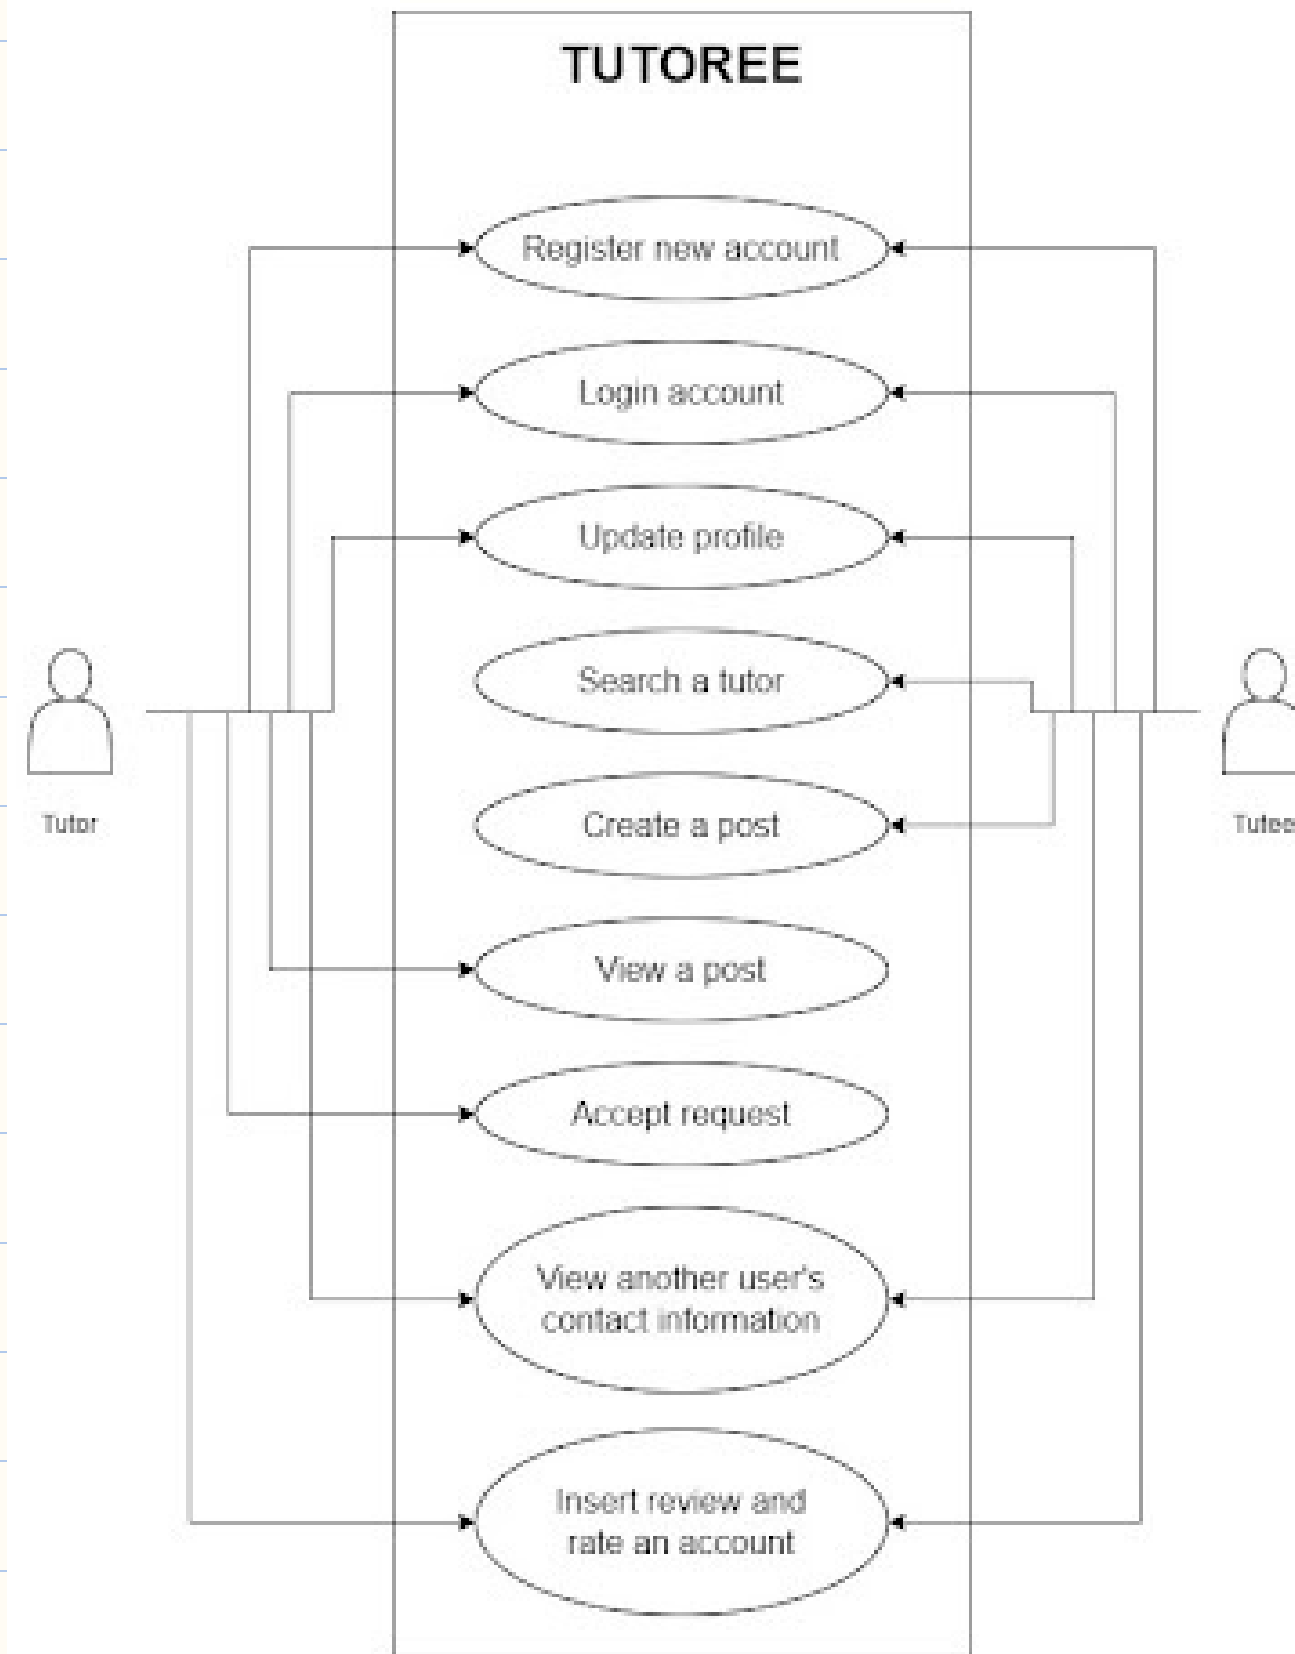 TUTOREE
Register new account
Login account
Update profile
Search a tutor
Create a post
View a post
Accept request
View another user's
contact information
Insert review and
rate an account
Tutor
Tutee